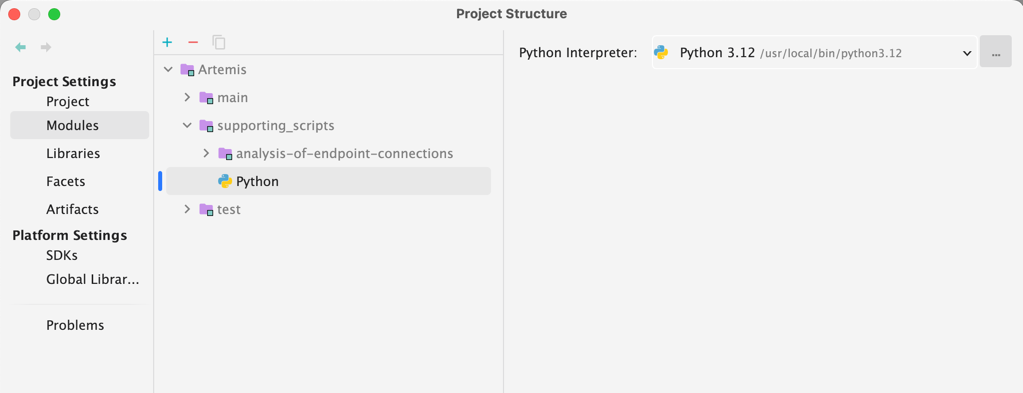 Project Structure
Project Settings
Project
Modules
Libraries
Facets
Artifacts
Platform Settings
SDKs
Global Librar...
Problems
Artemis
main
supporting_scripts
analysis-of-endpoint-connections
Python
test
Python Interpreter: Python 3.12 /usr/local/bin/python3.12 ...